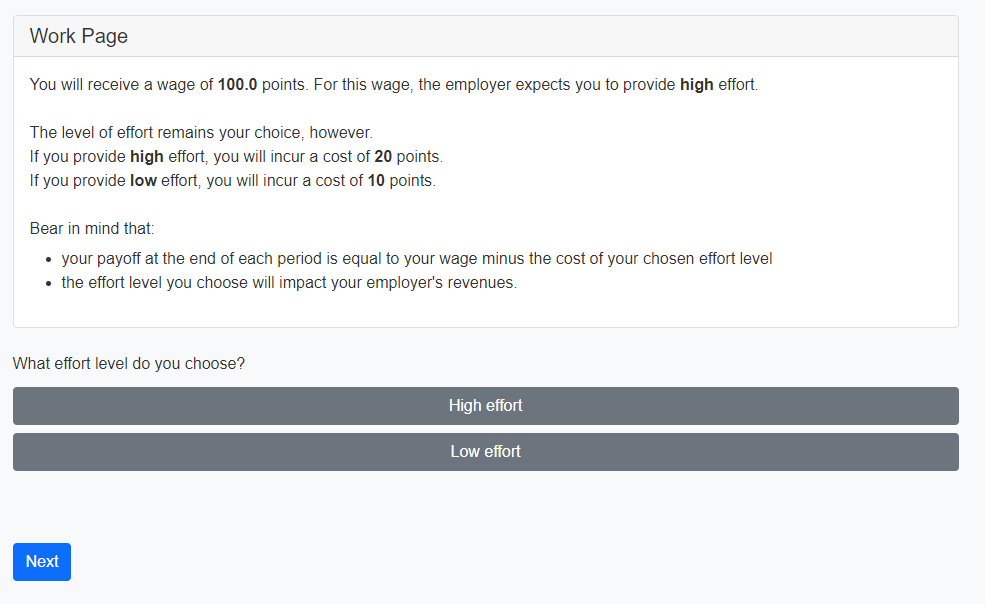 Work Page
You will receive a wage of 100.0 points. For this wage, the employer expects you to provide high effort.
The level of effort remains your choice, however.
If you provide high effort, you will incur a cost of 20 points.
If you provide low effort, you will incur a cost of 10 points.
Bear in mind that:
• your payoff at the end of each period is equal to your wage minus the cost of your chosen effort level
• the effort level you choose will impact your employer's revenues.
What effort level do you choose?
High effort
Low effort
Next